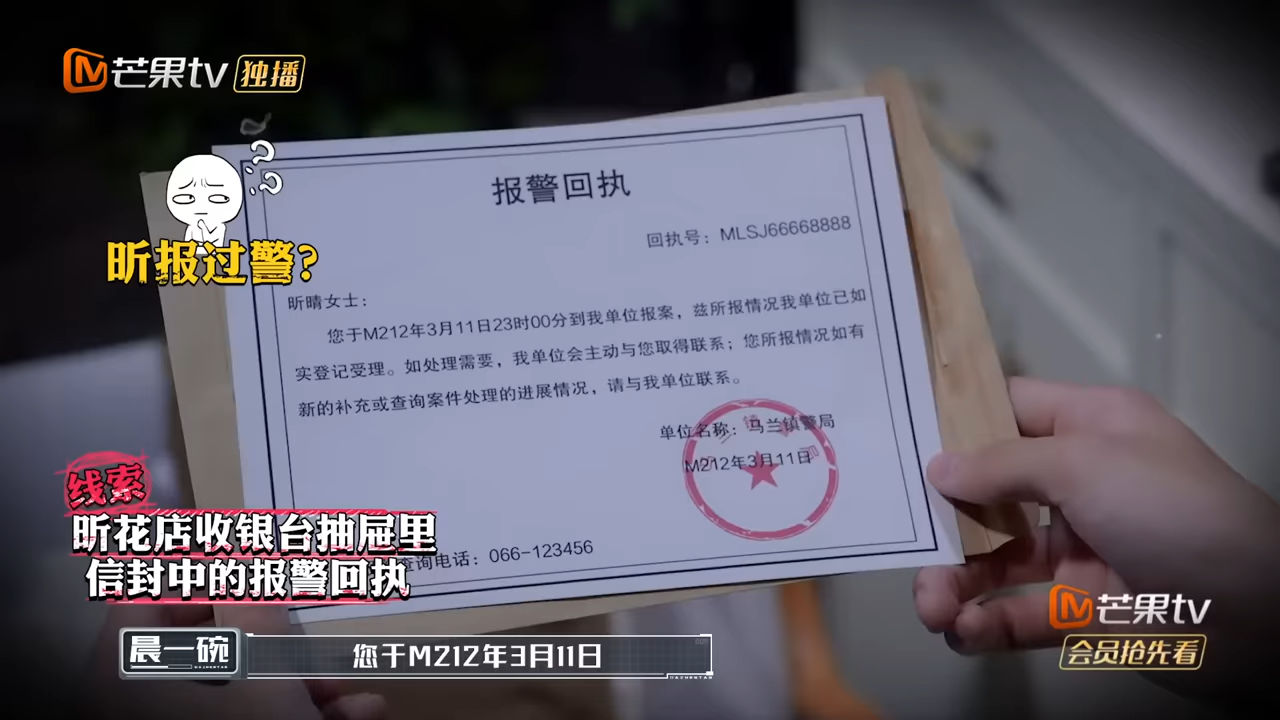 芒果tv 独播
??
昕报过警?
报警回执
回执号：MLSJ66668888
昕晴女士：
您于M212年3月11日23时00分到我单位报案，兹所报情况我单位已如
实登记受理。如处理需要，我单位会主动与您取得联系；您所报情况如有
新的补充或查询案件处理的进展情况，请与我单位联系。
单位名称：马兰镇警局
M212年3月11日
查询电话：066-123456
线索
昕花店收银台抽屉里
信封中的报警回执
晨一碗
您于M212年3月11日
芒果tv
会员抢先看